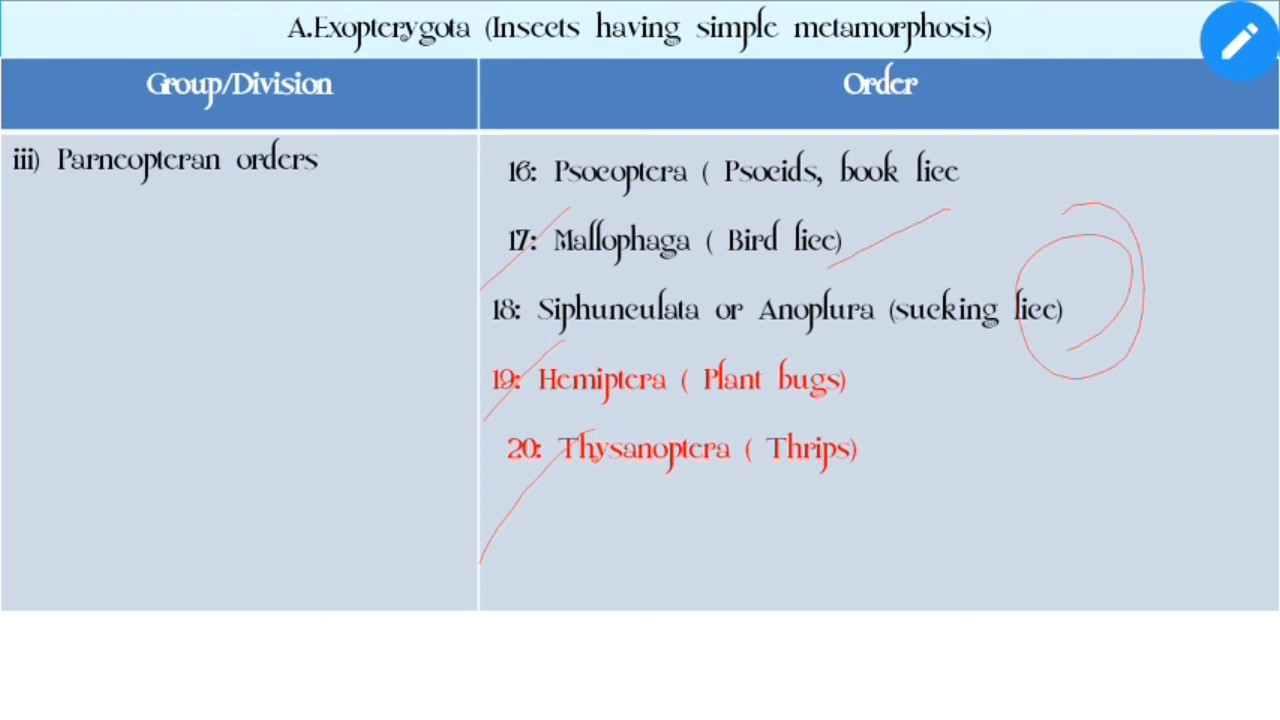 A.Exopterygota (Insects having simple metamorphosis)
Group/Division
Order
iii) Parneopteran orders
16: Psocoptera ( Psocids, book lice
17: Mallophaga ( Bird lice)
18: Siphunculata or Anoplura (sucking lice)
19: Hemiptera ( Plant bugs)
20: Thysanoptera ( Thrips)